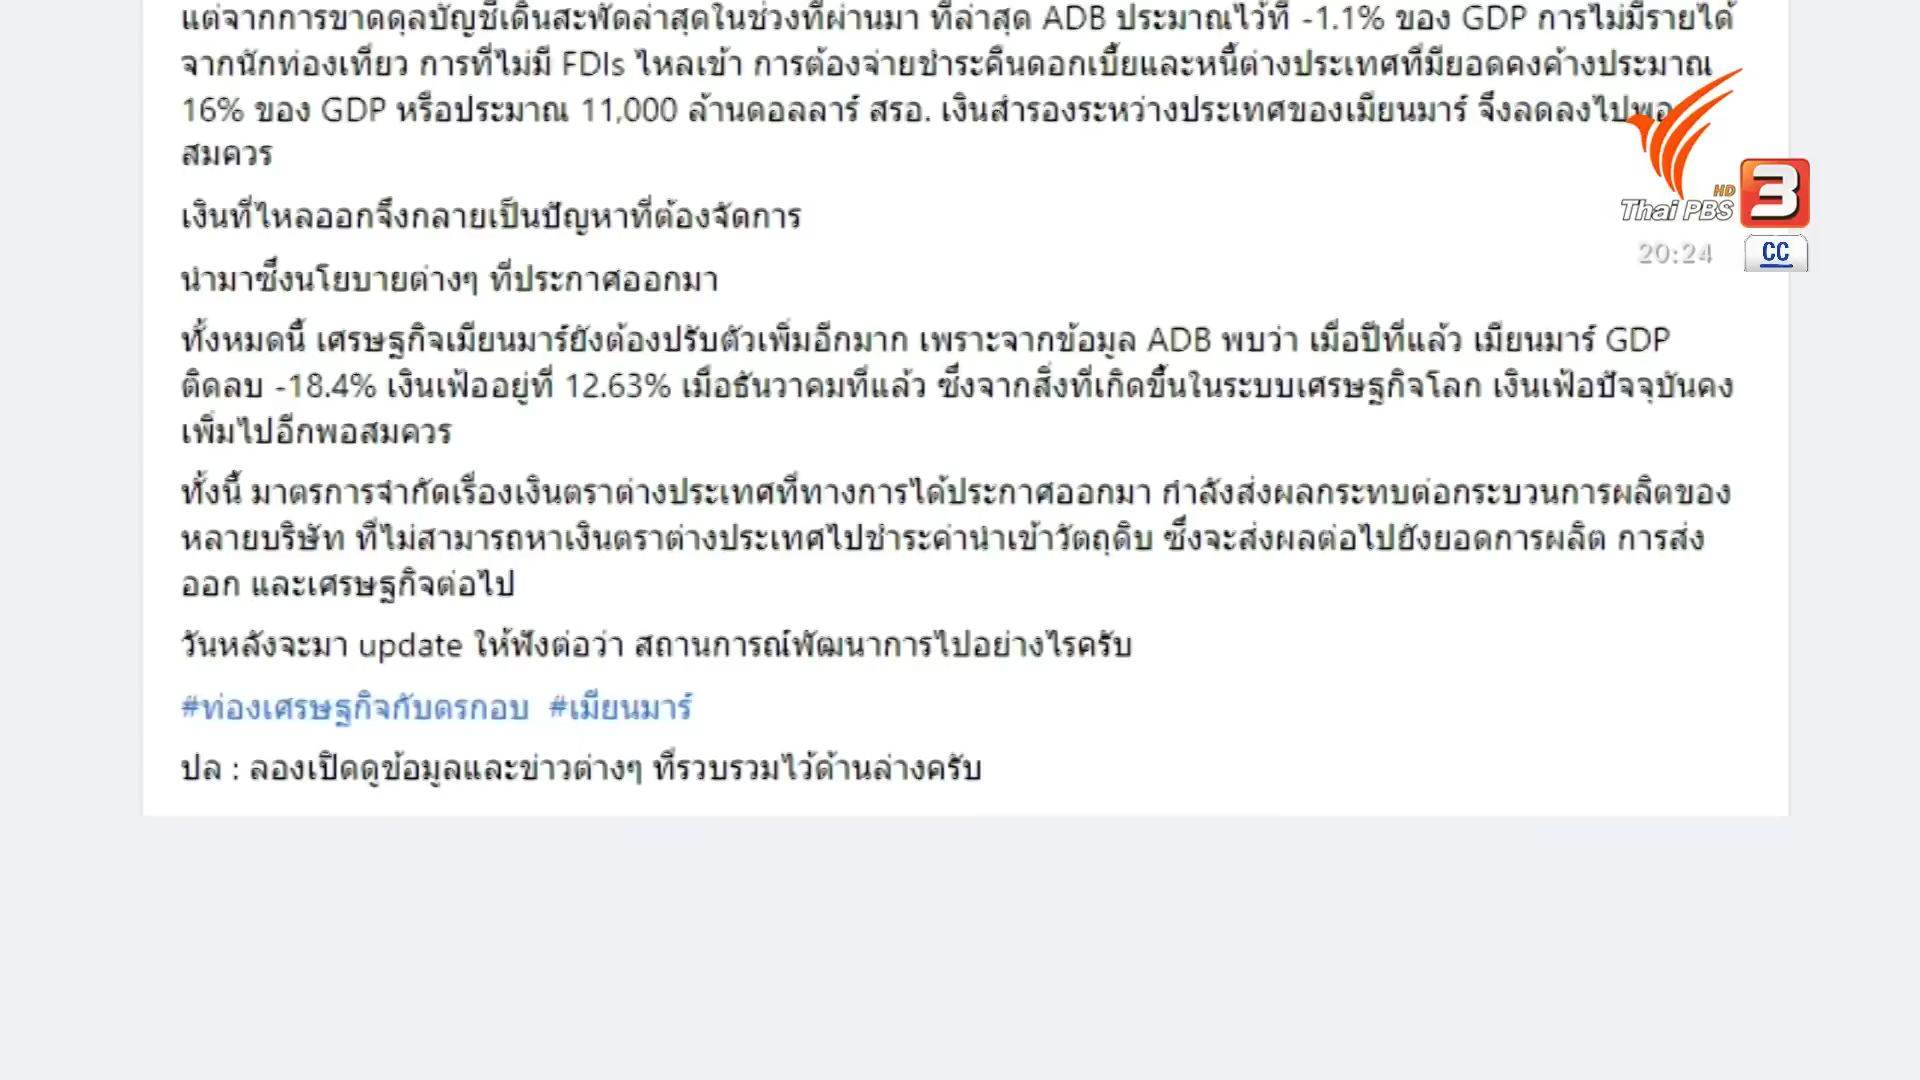 แต่จากการขาดดุลบัญชีเดินสะพัดล่าสุดในช่วงที่ผ่านมา ที่ล่าสุด ADB ประมาณไว้ที่ -1.1% ของ GDP การไม่มีรายได้
จากนักท่องเที่ยว การที่ไม่มี FDIs ไหลเข้า การต้องจ่ายชำระคืนดอกเบี้ยและหนี้ต่างประเทศที่มียอดคงค้างประมาณ
16% ของ GDP หรือประมาณ 11,000 ล้านดอลลาร์ สรอ. เงินสำรองระหว่างประเทศของเมียนมาร์ จึงลดลงไปพอ
สมควร
เงินที่ไหลออกจึงกลายเป็นปัญหาที่ต้องจัดการ
นำมาซึ่งนโยบายต่างๆ ที่ประกาศออกมา
ทั้งหมดนี้ เศรษฐกิจเมียนมาร์ยังต้องปรับตัวเพิ่มอีกมาก เพราะจากข้อมูล ADB พบว่า เมื่อปีที่แล้ว เมียนมาร์ GDP
ติดลบ -18.4% เงินเฟ้ออยู่ที่ 12.63% เมื่อธันวาคมที่แล้ว ซึ่งจากสิ่งที่เกิดขึ้นในระบบเศรษฐกิจโลก เงินเฟ้อปัจจุบันคง
เพิ่มไปอีกพอสมควร
ทั้งนี้ มาตรการจำกัดเรื่องเงินตราต่างประเทศที่ทางการได้ประกาศออกมา กำลังส่งผลกระทบต่อกระบวนการผลิตของ
หลายบริษัท ที่ไม่สามารถหาเงินตราต่างประเทศไปชำระค่านำเข้าวัตถุดิบ ซึ่งจะส่งผลต่อไปยังยอดการผลิต การส่ง
ออก และเศรษฐกิจต่อไป
วันหลังจะมา update ให้ฟังต่อว่า สถานการณ์พัฒนาการไปอย่างไรครับ
#ท่องเศรษฐกิจกับดรกอบ #เมียนมาร์
ปล : ลองเปิดดูข้อมูลและข่าวต่างๆ ที่รวบรวมไว้ด้านล่างครับ
Thai PBS HD 3
20:24 CC